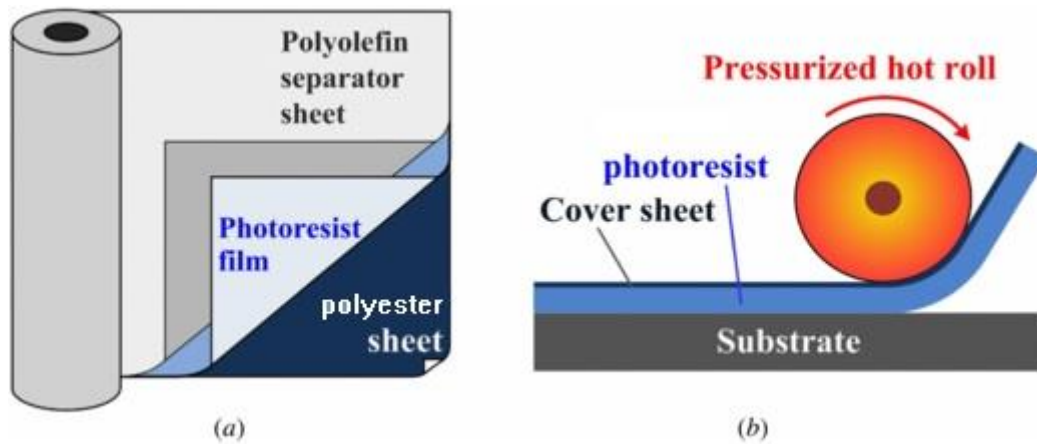 Polyolefin
separator
sheet
Photoresist
film
polyester
sheet
(a)
Pressurized hot roll
photoresist
Cover sheet
Substrate
(b)